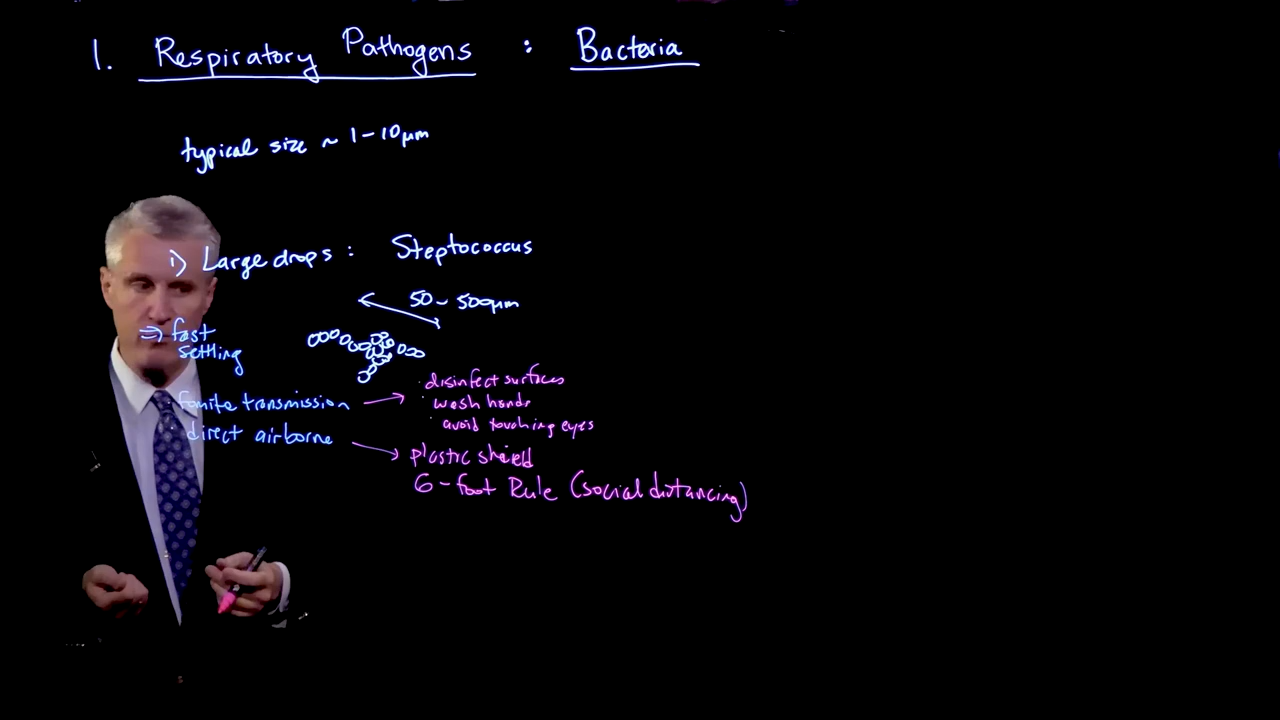 1. Respiratory Pathogens : Bacteria
typical size ~ 1-10μm
i) Large drops : Steptococcus
50 - 500μm
⇒ fast
settling
· fomite transmission → · disinfect surfaces
· wash hands
· avoid touching eyes
· direct airborne → plastic shield
6-foot Rule (social distancing)